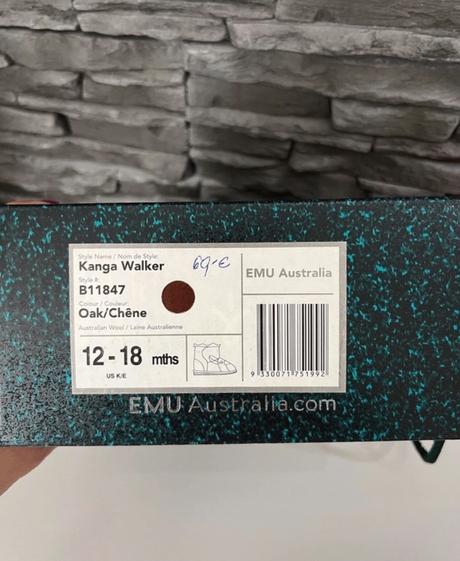 Style Name / Nom de Style:
Kanga Walker
69,-€
Style #:
B11847
Colour / Couleur:
Oak/Chêne
Australian Wool / Laine Australienne
12 - 18 mths
US K/E
EMU Australia
9 330071 751992
EMU Australia.com